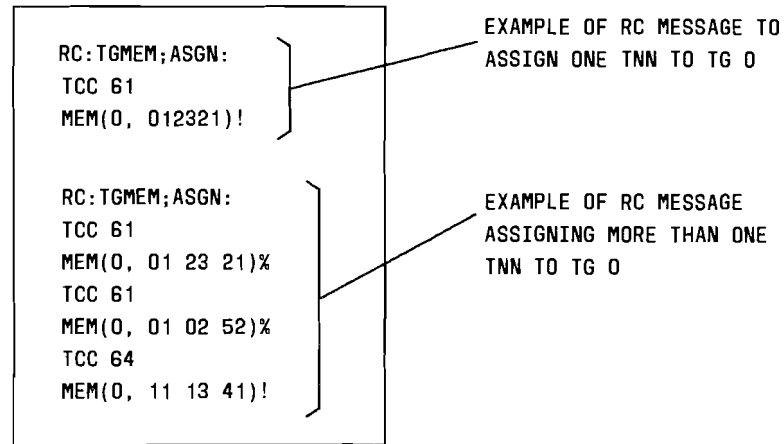 RC:TGMEM;ASGN:
TCC 61
MEM(0, 012321)!
EXAMPLE OF RC MESSAGE TO
ASSIGN ONE TNN TO TG 0
RC:TGMEM;ASGN:
TCC 61
MEM(0, 01 23 21)%
TCC 61
MEM(0, 01 02 52)%
TCC 64
MEM(0, 11 13 41)!
EXAMPLE OF RC MESSAGE
ASSIGNING MORE THAN ONE
TNN TO TG 0